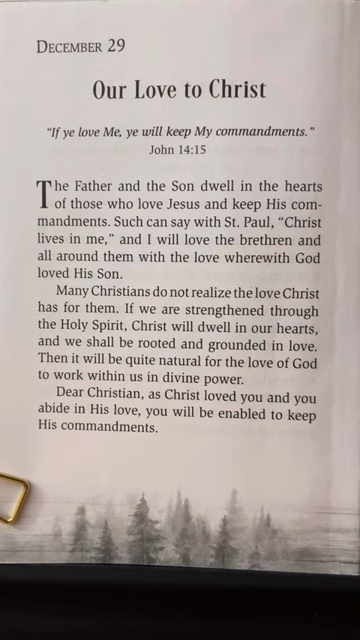 DECEMBER 29
Our Love to Christ
“If ye love Me, ye will keep My commandments.”
John 14:15
The Father and the Son dwell in the hearts
of those who love Jesus and keep His com-
mandments. Such can say with St. Paul, “Christ
lives in me,” and I will love the brethren and
all around them with the love wherewith God
loved His Son.
Many Christians do not realize the love Christ
has for them. If we are strengthened through
the Holy Spirit, Christ will dwell in our hearts,
and we shall be rooted and grounded in love.
Then it will be quite natural for the love of God
to work within us in divine power.
Dear Christian, as Christ loved you and you
abide in His love, you will be enabled to keep
His commandments.